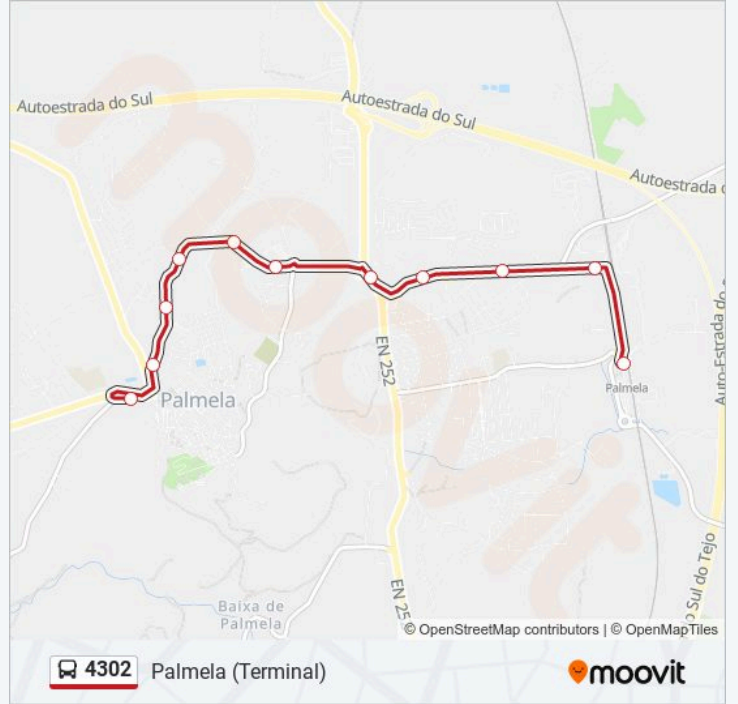 Autoestrada do Sul
Autoestrada do Sul
Autoestrada d
moovit
Auto-Estrada do
EN 252
Palmela
Palmela
Baixa de
Palmela
EN 25
o Sul do Tejo
© OpenStreetMap contributors | © OpenMapTiles
4302 Palmela (Terminal)
moovit